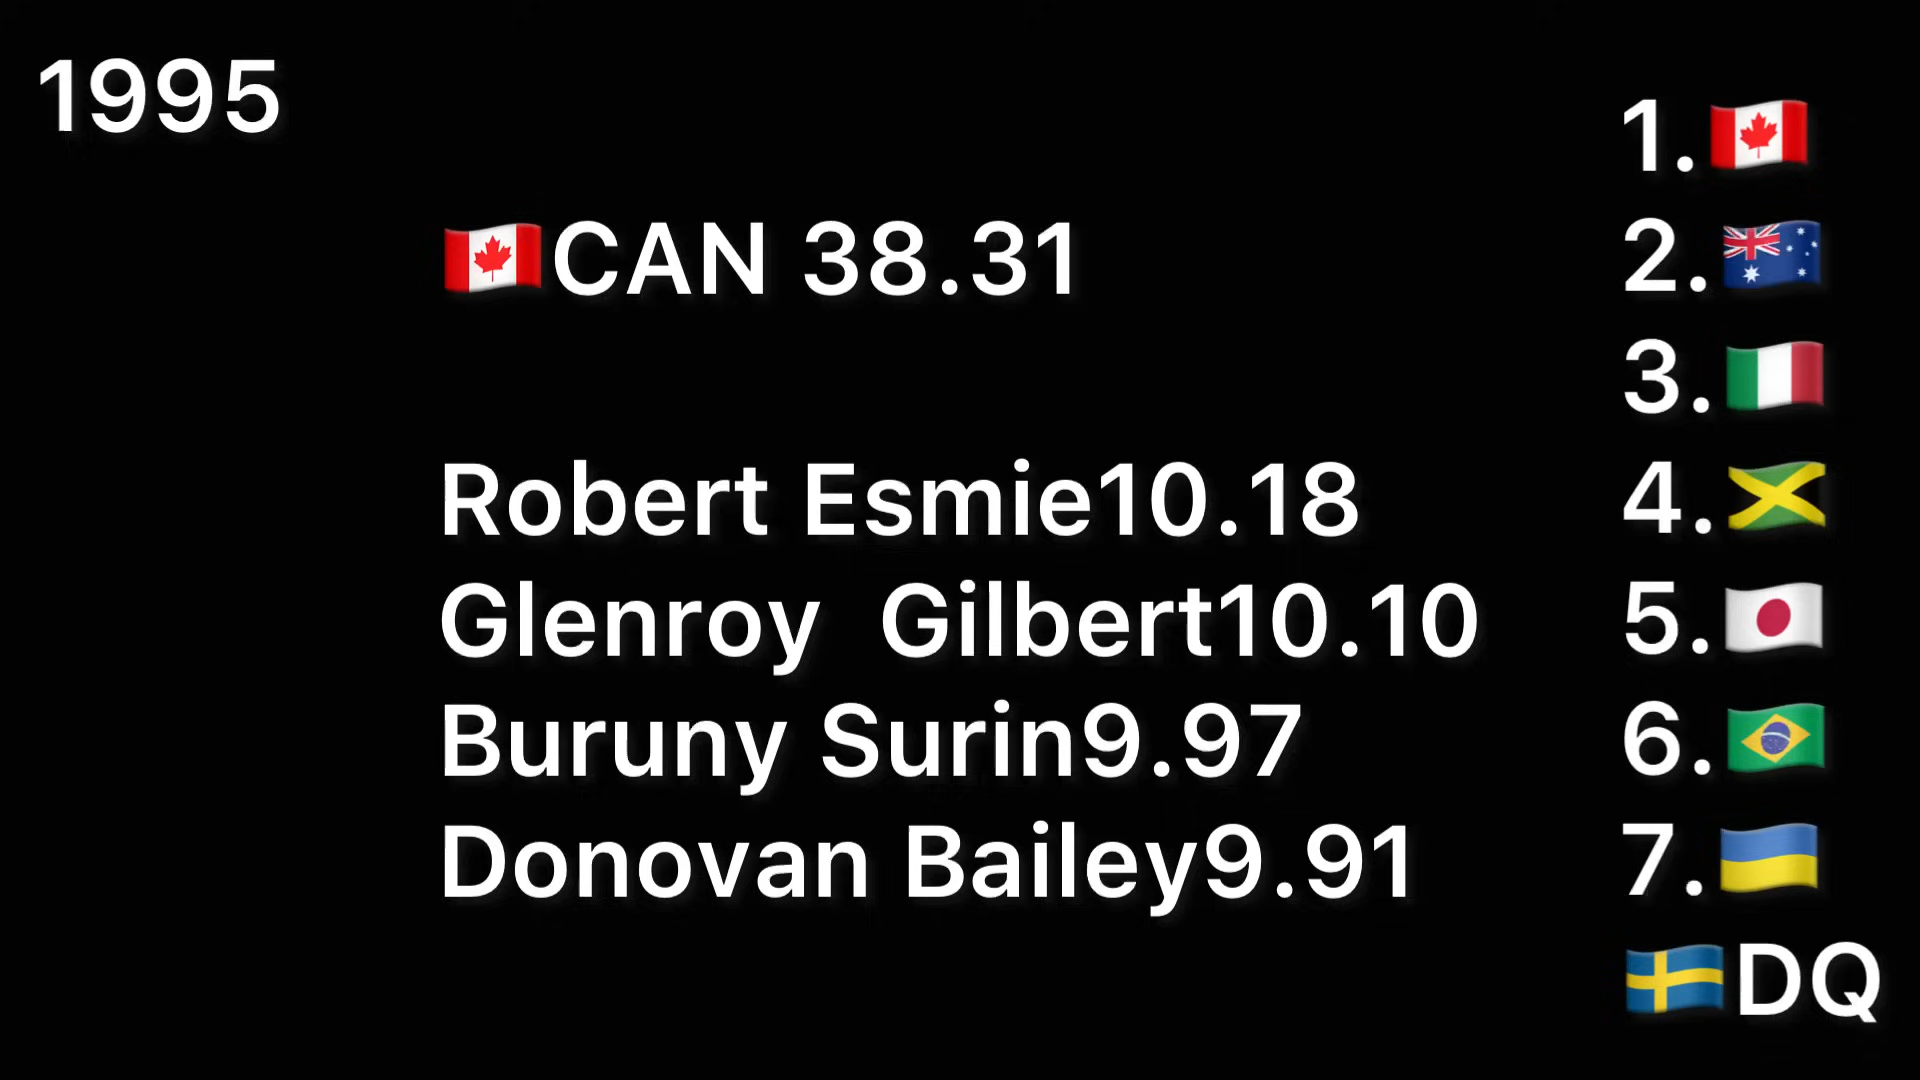 1995
🇨🇦CAN 38.31
Robert Esmie10.18
Glenroy  Gilbert10.10
Buruny Surin9.97
Donovan Bailey9.91
1.🇨🇦
2.🇦🇺
3.🇮🇹
4.🇯🇲
5.🇯🇵
6.🇧🇷
7.🇺🇦
🇸🇪DQ